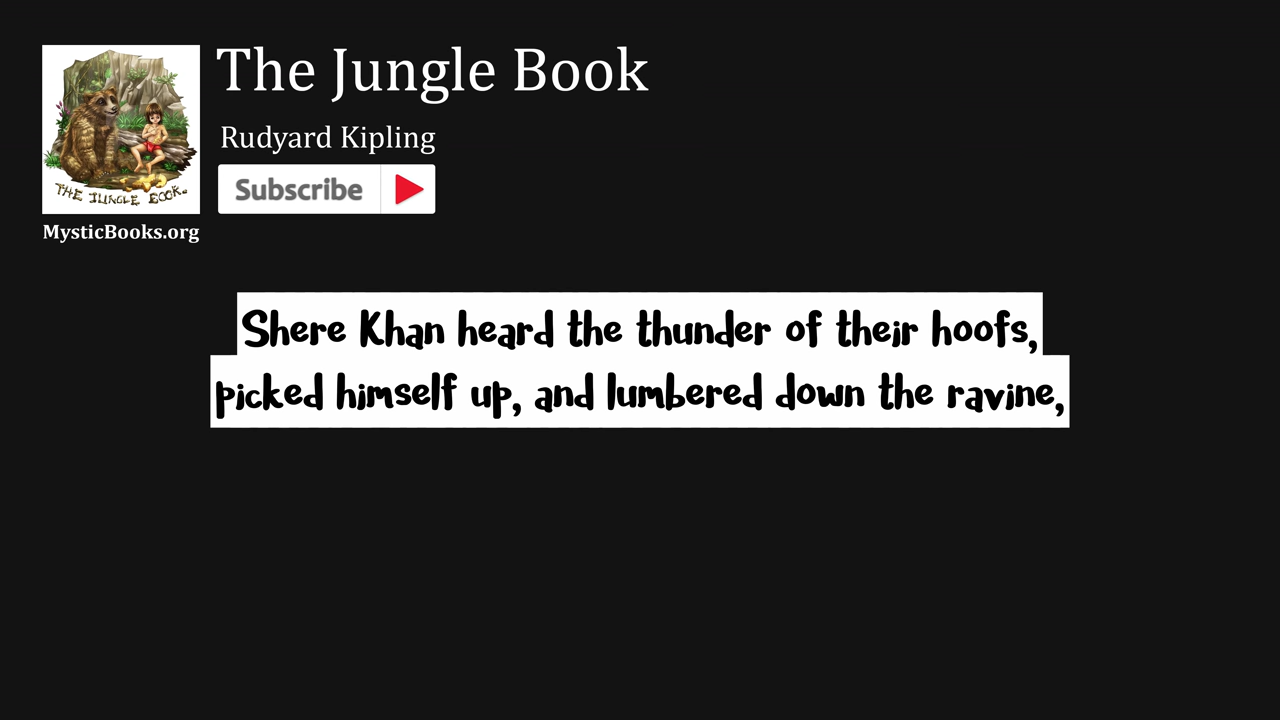 The Jungle Book
Rudyard Kipling
Subscribe
THE JUNGLE BOOK.
MysticBooks.org
Shere Khan heard the thunder of their hoofs,
picked himself up, and lumbered down the ravine,